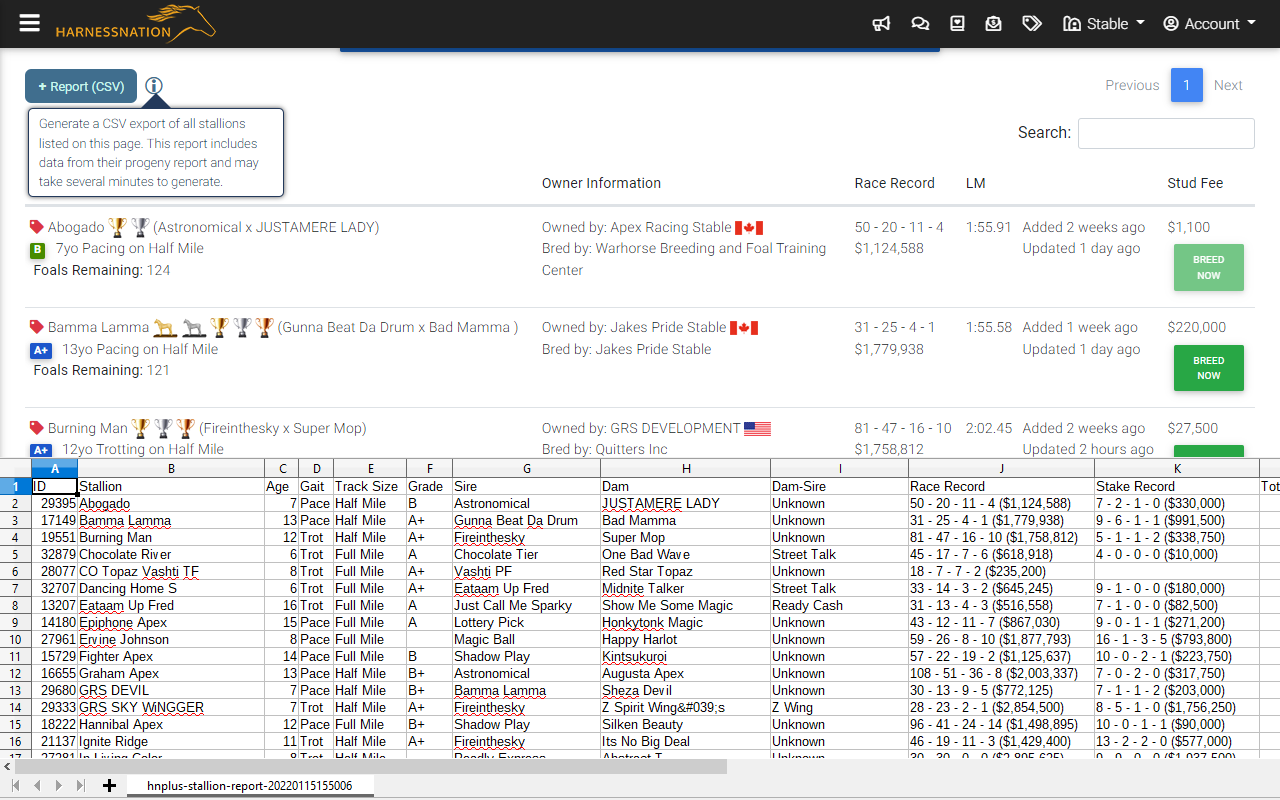 HARNESSNATION Stable Account
+ Report (CSV) Previous 1 Next
Generate a CSV export of all stallions
listed on this page. This report includes
data from their progeny report and may
take several minutes to generate.
Search:
Owner Information Race Record LM Stud Fee
Abogado (Astronomical x JUSTAMERE LADY) Owned by: Apex Racing Stable 50 - 20 - 11 - 4 1:55.91 Added 2 weeks ago $1,100
B 7yo Pacing on Half Mile Bred by: Warhorse Breeding and Foal Training $1,124,588 Updated 1 day ago BREED
Foals Remaining: 124 Center NOW
Bamma Lamma (Gunna Beat Da Drum x Bad Mamma ) Owned by: Jakes Pride Stable 31 - 25 - 4 - 1 1:55.58 Added 1 week ago $220,000
A+ 13yo Pacing on Half Mile Bred by: Jakes Pride Stable $1,779,938 Updated 1 day ago BREED
Foals Remaining: 121 NOW
Burning Man (Fireinthesky x Super Mop) Owned by: GRS DEVELOPMENT 81 - 47 - 16 - 10 2:02.45 Added 2 weeks ago $27,500
A+ 12yo Trotting on Half Mile Bred by: Quitters Inc $1,758,812 Updated 2 hours ago
A B C D E F G H I J K
1 ID Stallion Age Gait Track Size Grade Sire Dam Dam-Sire Race Record Stake Record Tot
2 29395 Abogado 7 Pace Half Mile B Astronomical JUSTAMERE LADY Unknown 50 - 20 - 11 - 4 ($1,124,588) 7 - 2 - 1 - 0 ($330,000)
3 17149 Bamma Lamma 13 Pace Half Mile A+ Gunna Beat Da Drum Bad Mamma Unknown 31 - 25 - 4 - 1 ($1,779,938) 9 - 6 - 1 - 1 ($991,500)
4 19551 Burning Man 12 Trot Half Mile A+ Fireinthesky Super Mop Unknown 81 - 47 - 16 - 10 ($1,758,812) 5 - 1 - 1 - 2 ($338,750)
5 32879 Chocolate River 6 Trot Full Mile A Chocolate Tier One Bad Wave Street Talk 45 - 17 - 7 - 6 ($618,918) 4 - 0 - 0 - 0 ($10,000)
6 28077 CO Topaz Vashti TF 8 Trot Full Mile A+ Vashti PF Red Star Topaz Unknown 18 - 7 - 7 - 2 ($235,200)
7 32707 Dancing Home S 6 Trot Full Mile A+ Eataam Up Fred Midnite Talker Street Talk 33 - 14 - 3 - 2 ($645,245) 9 - 1 - 0 - 0 ($180,000)
8 13207 Eataam Up Fred 16 Trot Full Mile A Just Call Me Sparky Show Me Some Magic Ready Cash 31 - 13 - 4 - 3 ($516,558) 7 - 1 - 0 - 0 ($82,500)
9 14180 Epiphone Apex 15 Pace Full Mile A Lottery Pick Honkytonk Magic Unknown 43 - 12 - 11 - 7 ($867,030) 9 - 0 - 1 - 1 ($271,200)
10 27961 Ervine Johnson 8 Pace Full Mile Magic Ball Happy Harlot Unknown 59 - 26 - 8 - 10 ($1,877,793) 16 - 1 - 3 - 5 ($793,800)
11 15729 Fighter Apex 14 Pace Full Mile B Shadow Play Kintsukuroi Unknown 57 - 22 - 19 - 2 ($1,125,637) 10 - 0 - 2 - 1 ($223,750)
12 16655 Graham Apex 13 Pace Half Mile B+ Astronomical Augusta Apex Unknown 108 - 51 - 36 - 8 ($2,003,337) 7 - 0 - 2 - 0 ($317,750)
13 29680 GRS DEVIL 7 Pace Half Mile B+ Bamma Lamma Sheza Devil Unknown 30 - 13 - 9 - 5 ($772,125) 7 - 1 - 1 - 2 ($203,000)
14 29333 GRS SKY WiNGGER 7 Trot Half Mile A+ Fireinthesky Z Spirit Wing&#039;s Z Wing 28 - 23 - 2 - 1 ($2,854,500) 8 - 5 - 1 - 0 ($1,756,250)
15 18222 Hannibal Apex 12 Pace Full Mile B+ Shadow Play Silken Beauty Unknown 96 - 41 - 24 - 14 ($1,498,895) 10 - 0 - 1 - 1 ($90,000)
16 21137 Ignite Ridge 11 Trot Half Mile A+ Fireinthesky Its No Big Deal Unknown 46 - 19 - 11 - 3 ($1,429,400) 13 - 2 - 2 - 0 ($577,000)
hnplus-stallion-report-20220115155006